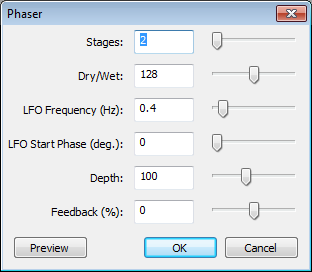 Phaser
Stages: 2
Dry/Wet: 128
LFO Frequency (Hz): 0.4
LFO Start Phase (deg.): 0
Depth: 100
Feedback (%): 0
Preview OK Cancel